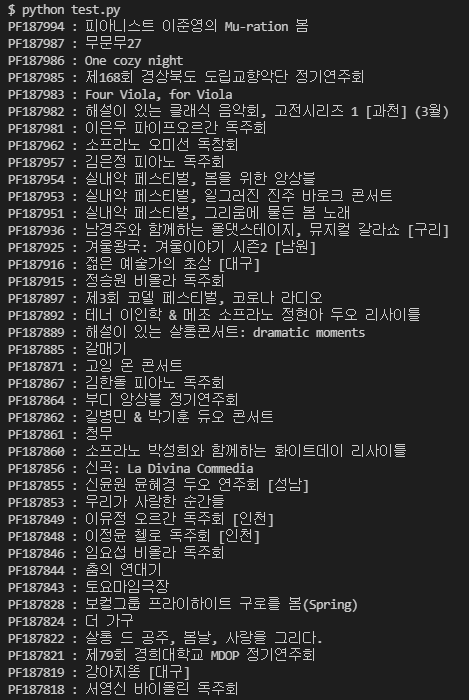 $ python test.py
PF187994 : 피아니스트 이준영의 Mu-ration 봄
PF187987 : 무문무27
PF187986 : One cozy night
PF187985 : 제168회 경상북도 도립교향악단 정기연주회
PF187983 : Four Viola, for Viola
PF187982 : 해설이 있는 클래식 음악회, 고전시리즈 1 [과천] (3월)
PF187981 : 이은우 파이프오르간 독주회
PF187962 : 소프라노 오미선 독창회
PF187957 : 김은정 피아노 독주회
PF187954 : 실내악 페스티벌, 봄을 위한 앙상블
PF187953 : 실내악 페스티벌, 일그러진 진주 바로크 콘서트
PF187951 : 실내악 페스티벌, 그리움에 물든 봄 노래
PF187936 : 남경주와 함께하는 올댓스테이지, 뮤지컬 갈라쇼 [구리]
PF187925 : 겨울왕국: 겨울이야기 시즌2 [남원]
PF187916 : 젊은 예술가의 초상 [대구]
PF187915 : 정승원 비올라 독주회
PF187897 : 제3회 코델 페스티벌, 코로나 라디오
PF187892 : 테너 이인학 & 메조 소프라노 정현아 듀오 리사이틀
PF187889 : 해설이 있는 살롱콘서트: dramatic moments
PF187885 : 갈매기
PF187871 : 고잉 온 콘서트
PF187867 : 김한돌 피아노 독주회
PF187864 : 부디 앙상블 정기연주회
PF187862 : 길병민 & 박기훈 듀오 콘서트
PF187861 : 청무
PF187860 : 소프라노 박성희와 함께하는 화이트데이 리사이틀
PF187856 : 신곡: La Divina Commedia
PF187855 : 신윤원 윤혜경 두오 연주회 [성남]
PF187853 : 우리가 사랑한 순간들
PF187849 : 이유정 오르간 독주회 [인천]
PF187848 : 이정윤 첼로 독주회 [인천]
PF187846 : 임요섭 비올라 독주회
PF187844 : 춤의 연대기
PF187843 : 토요마임극장
PF187828 : 보컬그룹 프라이하이트 구로를 봄(Spring)
PF187824 : 더 가구
PF187822 : 살롱 드 공주, 봄날, 사랑을 그리다.
PF187821 : 제79회 경희대학교 MDOP 정기연주회
PF187819 : 강아지똥 [대구]
PF187818 : 서영신 바이올린 독주회